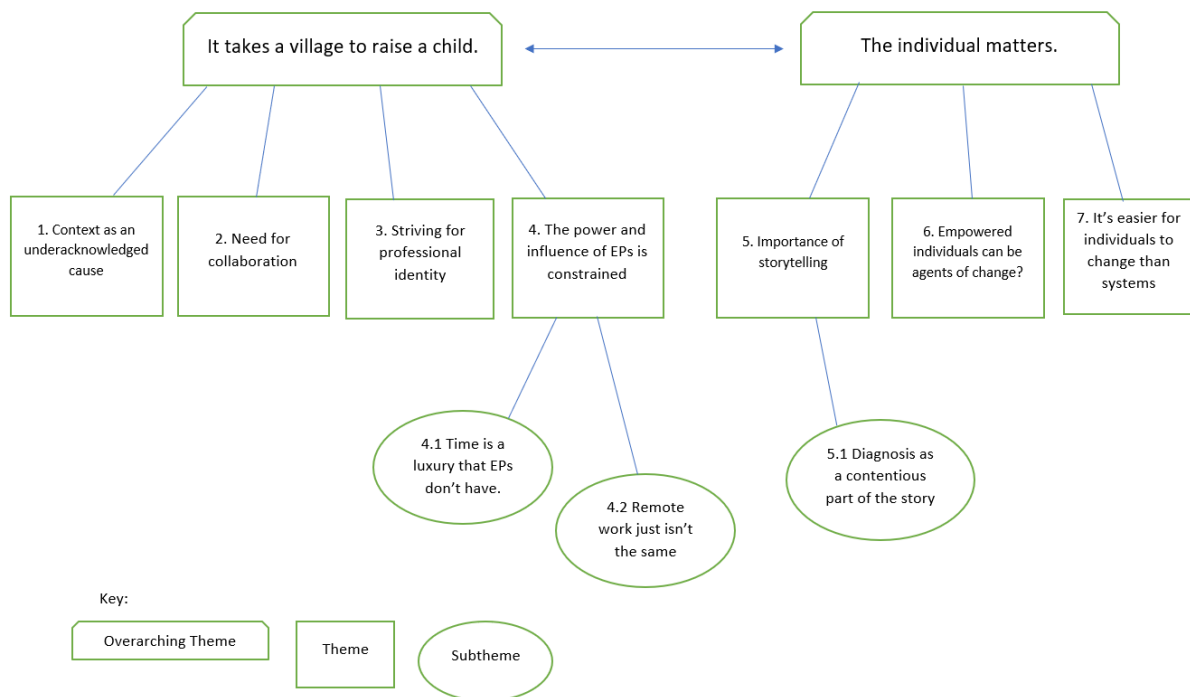 It takes a village to raise a child.
The individual matters.
1. Context as an
underacknowledged
cause
2. Need for
collaboration
3. Striving for
professional
identity
4. The power and
influence of EPs is
constrained
5. Importance of
storytelling
6. Empowered
individuals can be
agents of change?
7. It’s easier for
individuals to
change than
systems
4.1 Time is a
luxury that EPs
don’t have.
4.2 Remote
work just isn’t
the same
5.1 Diagnosis as
a contentious
part of the story
Key:
Overarching Theme
Theme
Subtheme